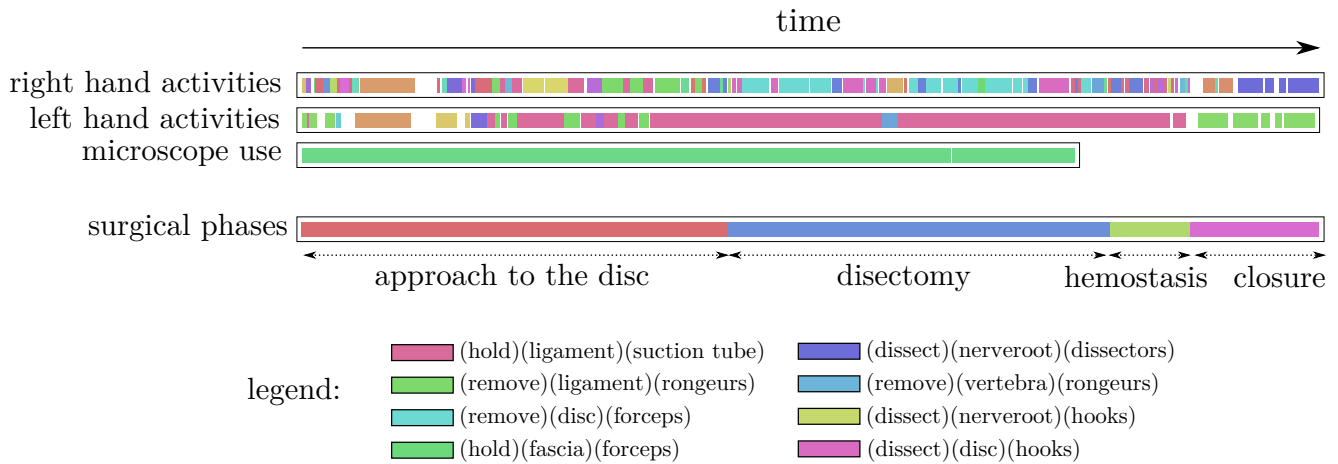 time
right hand activities
left hand activities
microscope use
surgical phases
approach to the disc
disectomy
hemostasis
closure
legend:
(hold)(ligament)(suction tube)
(remove)(ligament)(rongeurs)
(remove)(disc)(forceps)
(hold)(fascia)(forceps)
(dissect)(nerveroot)(dissectors)
(remove)(vertebra)(rongeurs)
(dissect)(nerveroot)(hooks)
(dissect)(disc)(hooks)